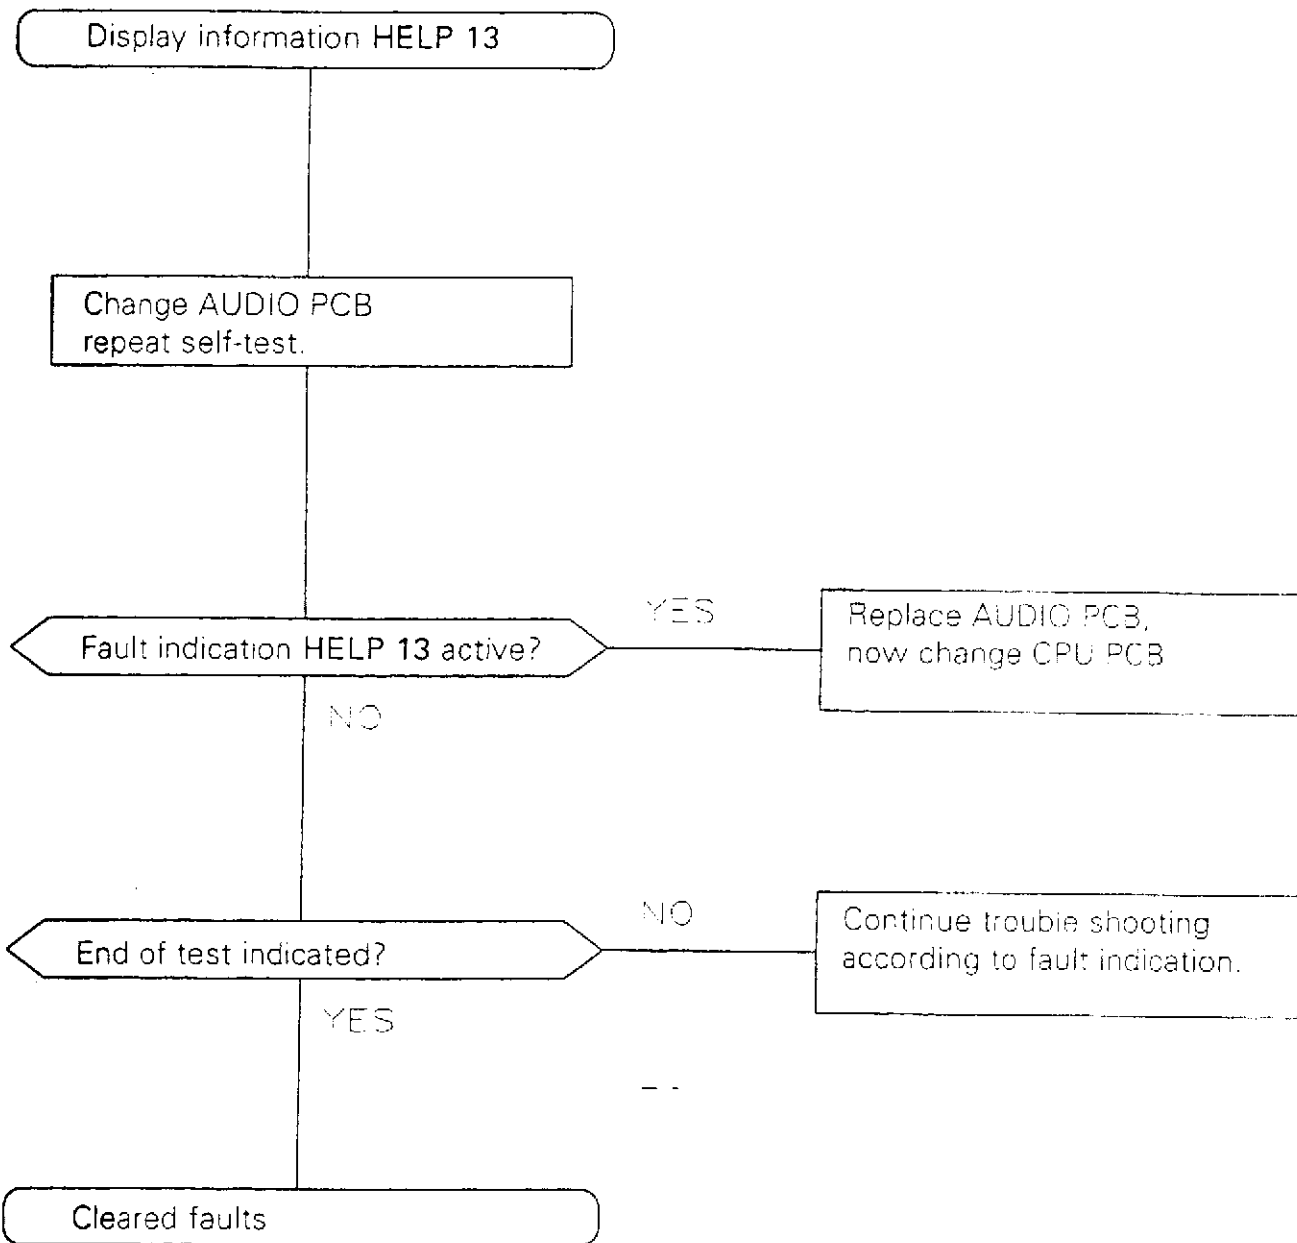 Display information HELP 13
Change AUDIO PCB
repeat self-test.
Fault indication HELP 13 active?
YES
Replace AUDIO PCB,
now change CPU PCB
NO
End of test indicated?
NO
Continue trouble shooting
according to fault indication.
YES
Cleared faults